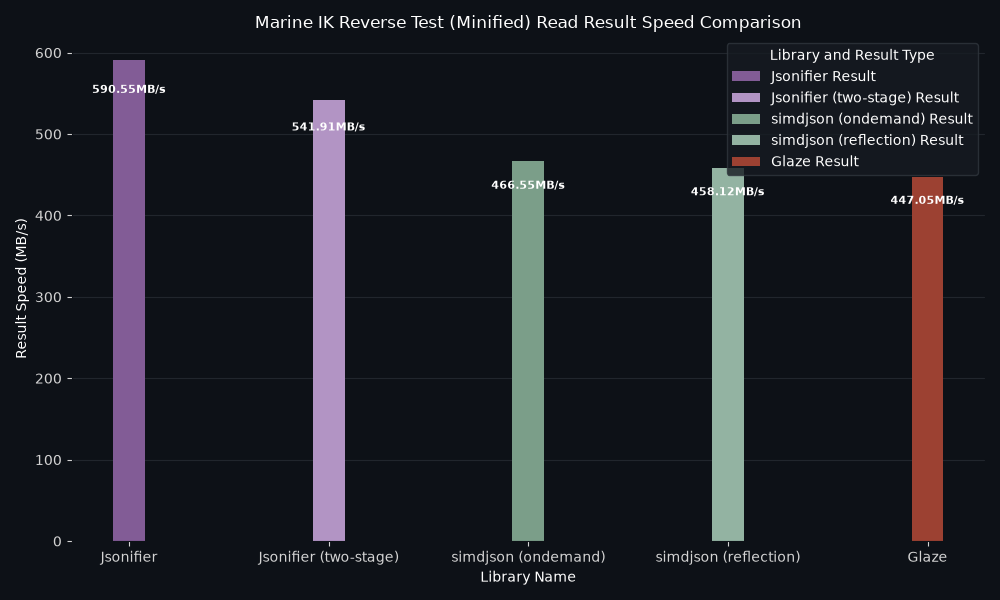 Marine IK Reverse Test (Minified) Read Result Speed Comparison
Library and Result Type
Jsonifier Result
Jsonifier (two-stage) Result
simdjson (ondemand) Result
simdjson (reflection) Result
Glaze Result
600
500
400
300
200
100
0
Result Speed (MB/s)
590.55MB/s
541.91MB/s
466.55MB/s
458.12MB/s
447.05MB/s
Jsonifier
Jsonifier (two-stage)
simdjson (ondemand)
simdjson (reflection)
Glaze
Library Name